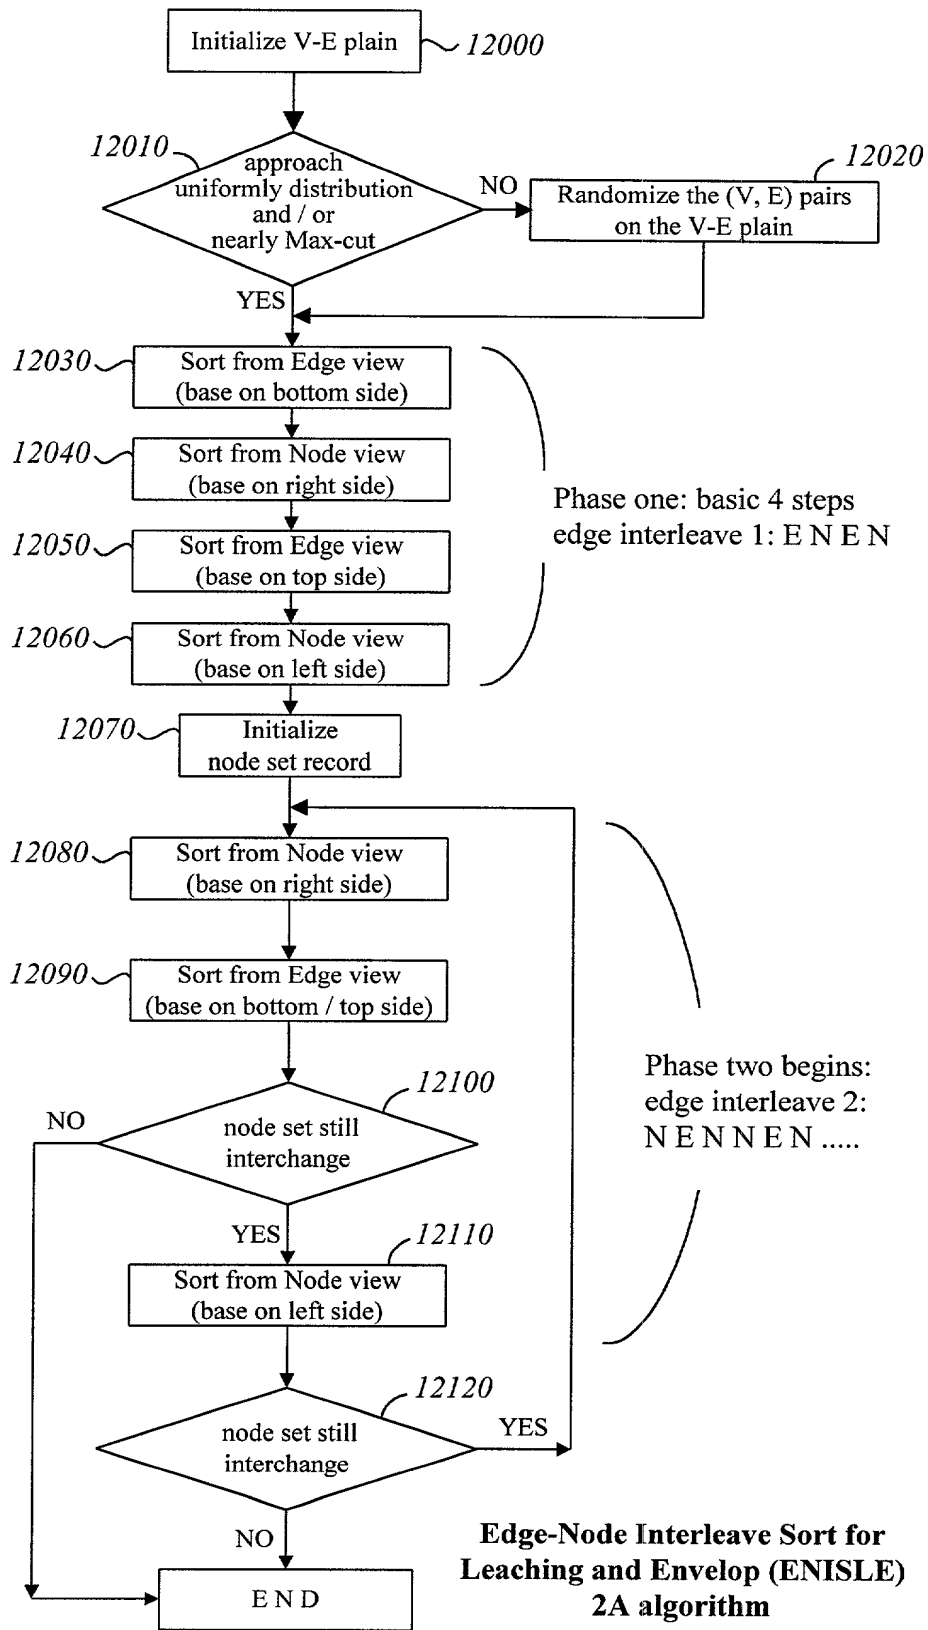 Initialize V-E plain
12000
12010
approach
uniformly distribution
and / or
nearly Max-cut
NO
12020
Randomize the (V, E) pairs
on the V-E plain
YES
12030
Sort from Edge view
(base on bottom side)
12040
Sort from Node view
(base on right side)
Phase one: basic 4 steps
edge interleave 1: E N E N
12050
Sort from Edge view
(base on top side)
12060
Sort from Node view
(base on left side)
12070
Initialize
node set record
12080
Sort from Node view
(base on right side)
12090
Sort from Edge view
(base on bottom / top side)
Phase two begins:
edge interleave 2:
N E N N E N .....
12100
NO
node set still
interchange
YES
12110
Sort from Node view
(base on left side)
12120
node set still
interchange
YES
NO
E N D
Edge-Node Interleave Sort for
Leaching and Envelop (ENISLE)
2A algorithm